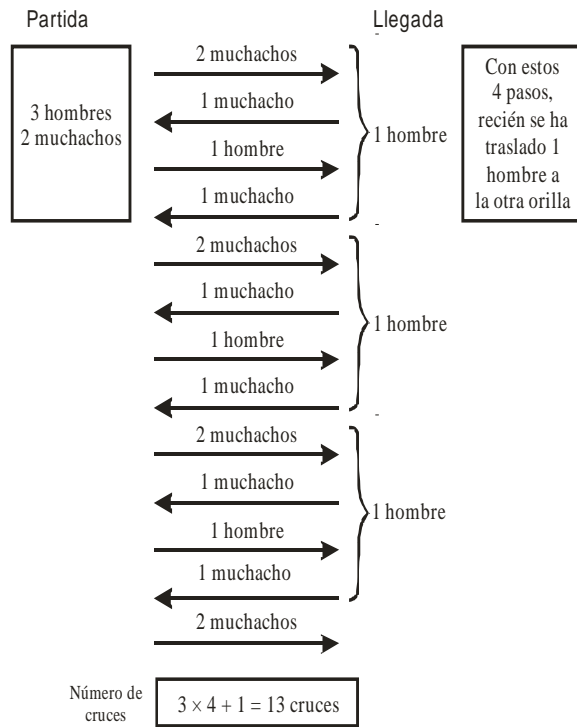 Partida
Llegada
3 hombres
2 muchachos
2 muchachos
1 muchacho
1 hombre
1 muchacho
1 hombre
Con estos
4 pasos,
recién se ha
traslado 1
hombre a
la otra orilla
2 muchachos
1 muchacho
1 hombre
1 muchacho
1 hombre
2 muchachos
1 muchacho
1 hombre
1 muchacho
1 hombre
2 muchachos
Número de
cruces
3 × 4 + 1 = 13 cruces